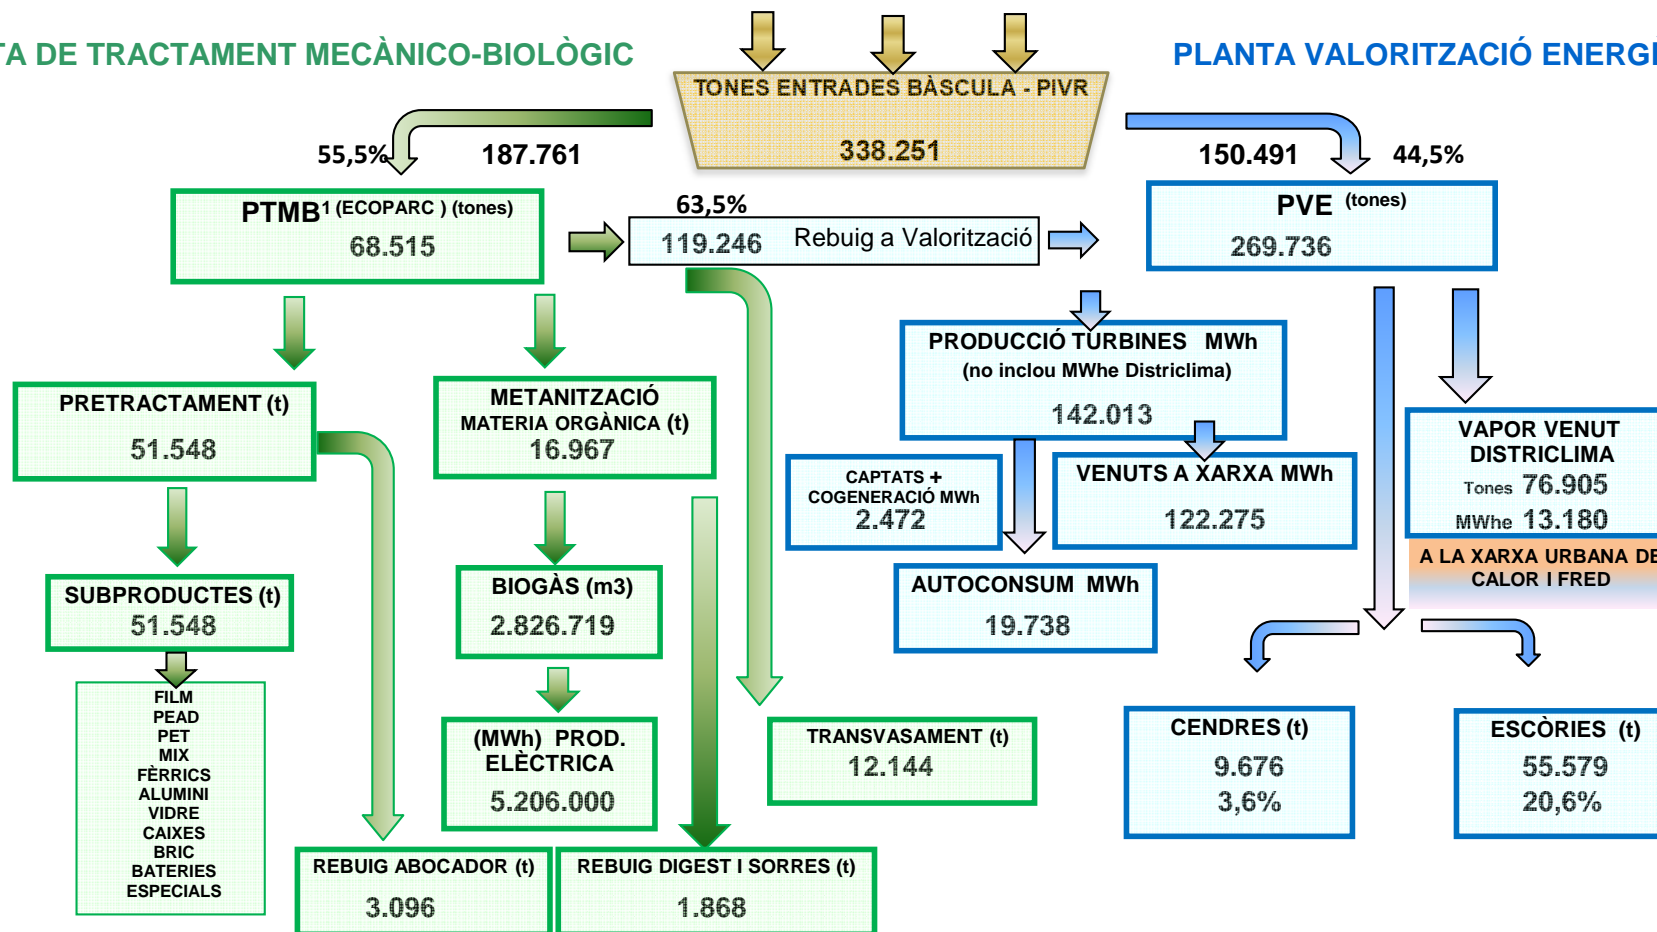 TA DE TRACTAMENT MECÀNICO-BIOLÒGIC
PLANTA VALORITZACIÓ ENERGÈ
TONES ENTRADES BÀSCULA - PIVR
338.251
55,5%
187.761
150.491
44,5%
PTMB¹ (ECOPARC ) (tones)
68.515
63,5%
119.246 Rebuig a Valorització
PVE (tones)
269.736
PRODUCCIÓ TURBINES MWh
(no inclou MWhe Districlima)
142.013
PRETRACTAMENT (t)
51.548
METANITZACIÓ
MATERIA ORGÀNICA (t)
16.967
CAPTATS +
COGENERACIÓ MWh
2.472
VENUTS A XARXA MWh
122.275
VAPOR VENUT
DISTRICLIMA
Tones 76.905
MWhe 13.180
A LA XARXA URBANA DE
CALOR I FRED
SUBPRODUCTES (t)
51.548
BIOGÀS (m3)
2.826.719
AUTOCONSUM MWh
19.738
FILM
PEAD
PET
MIX
FÈRRICS
ALUMINI
VIDRE
CAIXES
BRIC
BATERIES
ESPECIALS
(MWh) PROD.
ELÈCTRICA
5.206.000
TRANSVASAMENT (t)
12.144
CENDRES (t)
9.676
3,6%
ESCÒRIES (t)
55.579
20,6%
REBUIG ABOCADOR (t)
3.096
REBUIG DIGEST I SORRES (t)
1.868